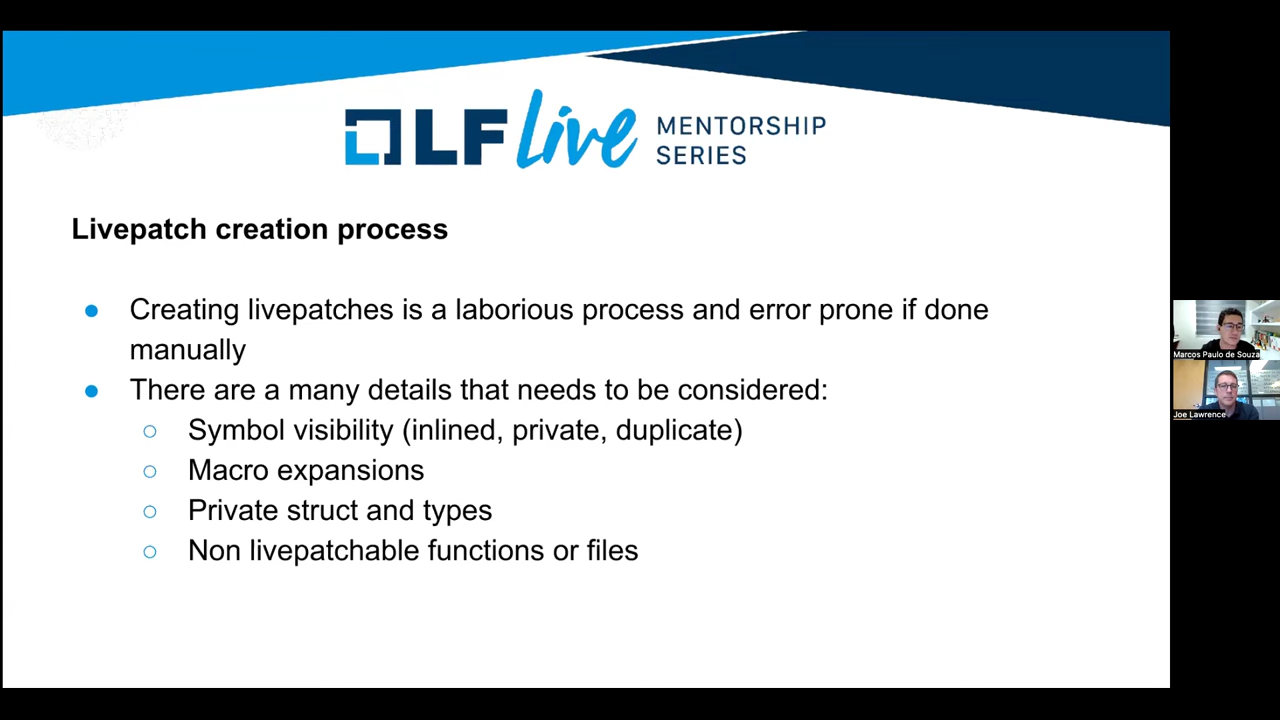 LF Live MENTORSHIP
SERIES
Livepatch creation process
● Creating livepatches is a laborious process and error prone if done
manually
● There are a many details that needs to be considered:
○ Symbol visibility (inlined, private, duplicate)
○ Macro expansions
○ Private struct and types
○ Non livepatchable functions or files
Marcos Paulo de Souza
Joe Lawrence